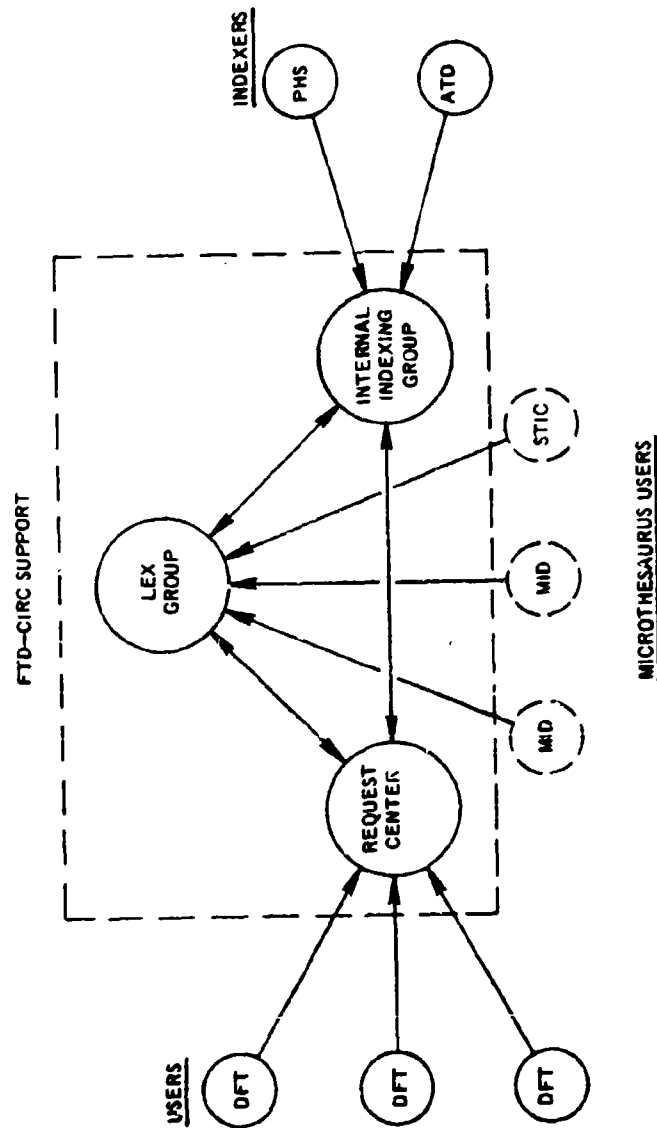 FTD-CIRC SUPPORT
USERS
DFT
DFT
DFT
REQUEST
CENTER
LEX
GROUP
INTERNAL
INDEXING
GROUP
INDEXERS
PHS
ATD
MID
MID
STIC
MICROTHESAURUS USERS